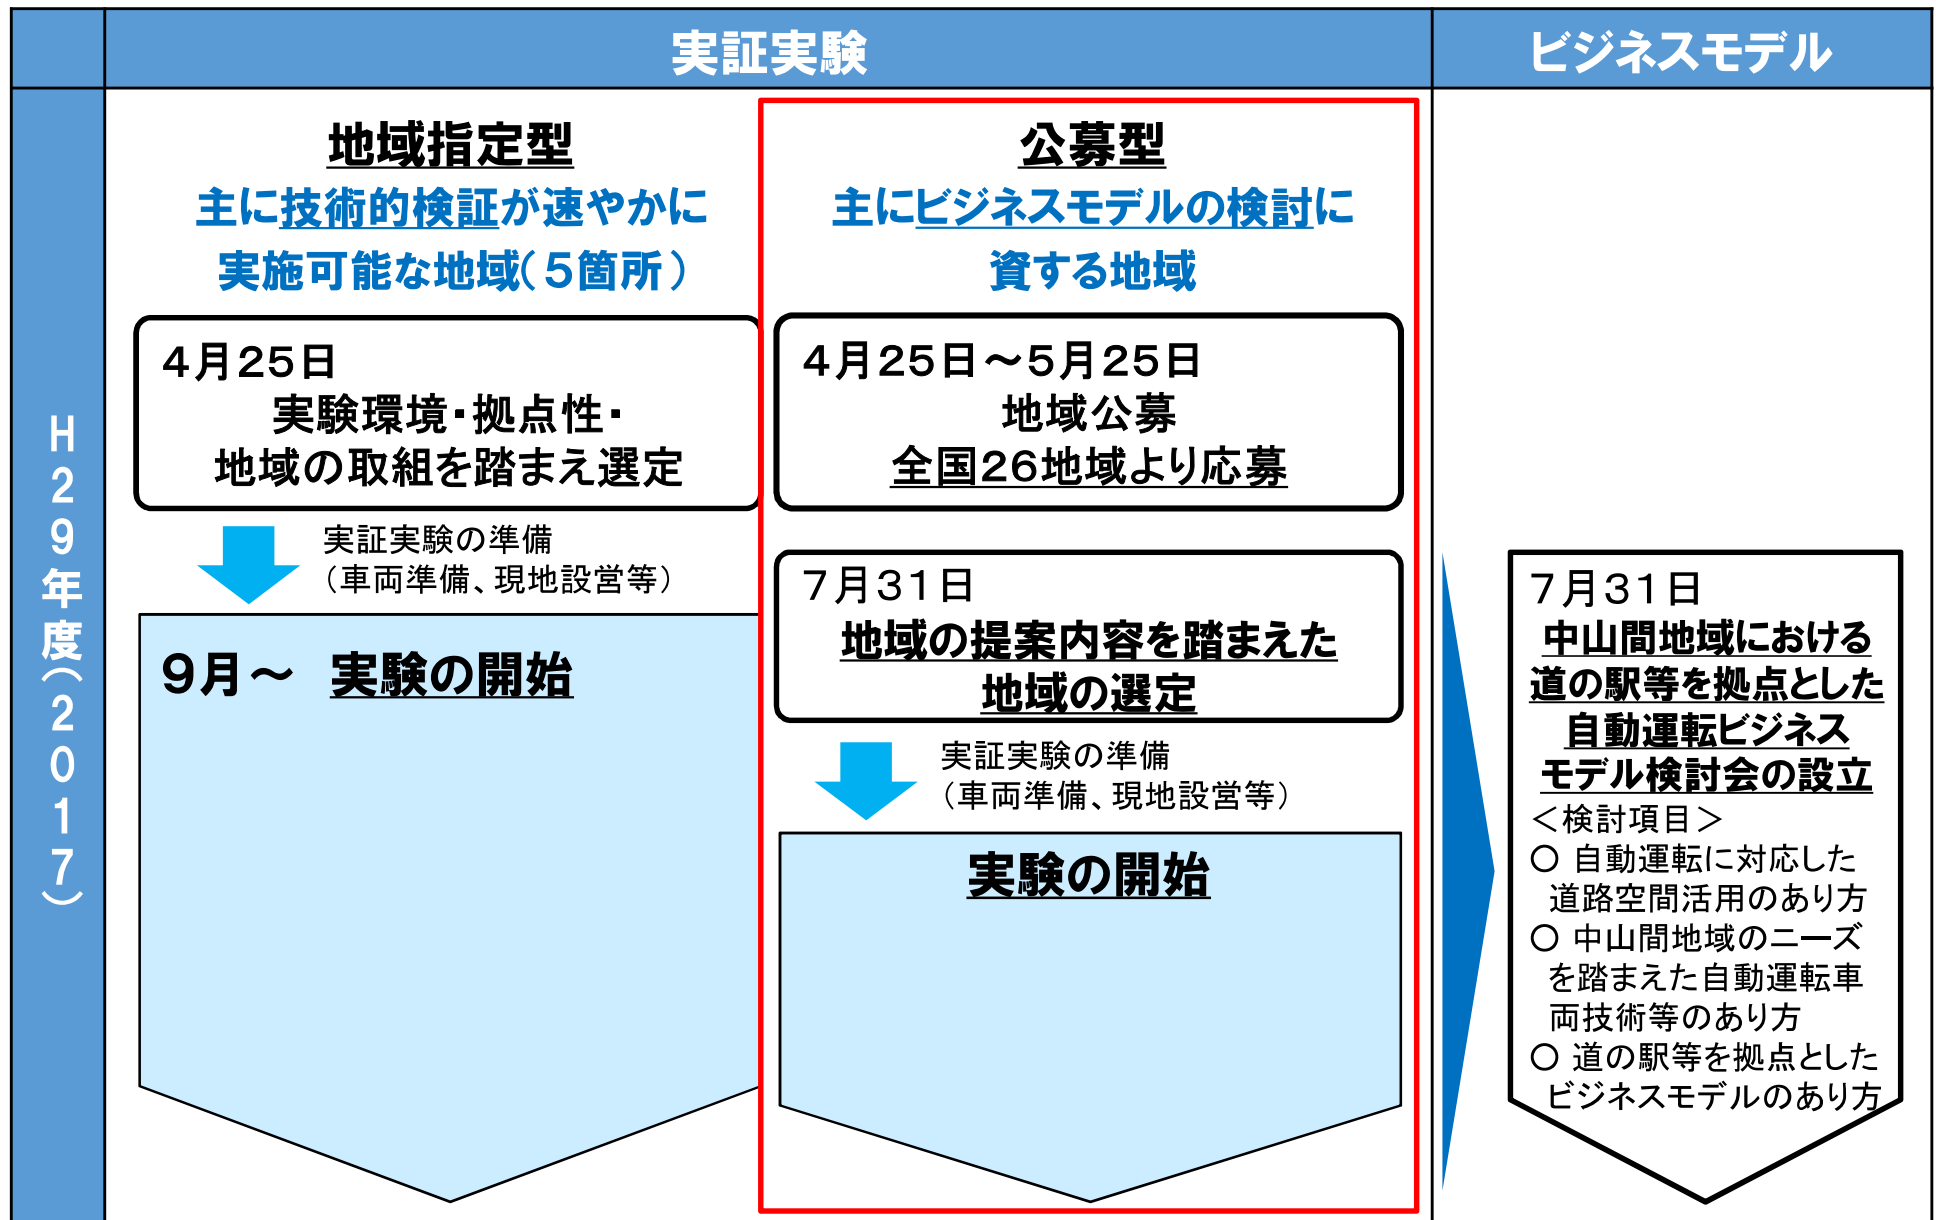 実証実験
ビジネスモデル
H29年度(2017)
地域指定型
主に技術的検証が速やかに
実施可能な地域(5箇所)
4月25日
実験環境・拠点性・
地域の取組を踏まえ選定
実証実験の準備
(車両準備、現地設営等)
9月～ 実験の開始
公募型
主にビジネスモデルの検討に
資する地域
4月25日～5月25日
地域公募
全国26地域より応募
7月31日
地域の提案内容を踏まえた
地域の選定
実証実験の準備
(車両準備、現地設営等)
実験の開始
7月31日
中山間地域における
道の駅等を拠点とした
自動運転ビジネス
モデル検討会の設立
＜検討項目＞
○ 自動運転に対応した
道路空間活用のあり方
○ 中山間地域のニーズ
を踏まえた自動運転車
両技術等のあり方
○ 道の駅等を拠点とした
ビジネスモデルのあり方